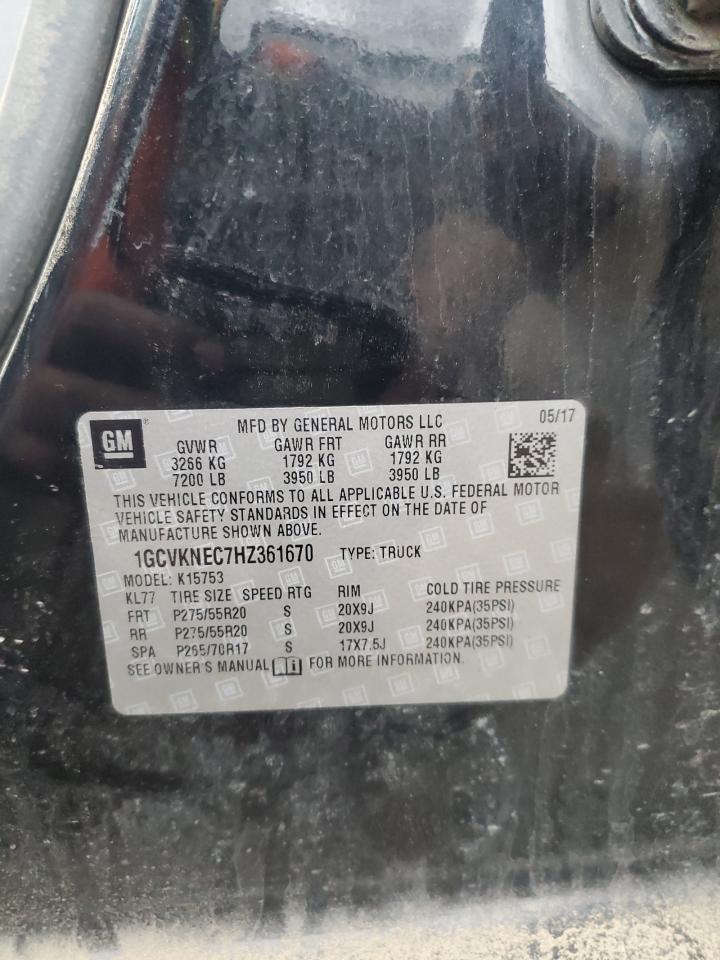 GM ® MFD BY GENERAL MOTORS LLC 05/17
GVWR GAWR FRT GAWR RR
3266 KG 1792 KG 1792 KG
7200 LB 3950 LB 3950 LB
THIS VEHICLE CONFORMS TO ALL APPLICABLE U.S. FEDERAL MOTOR
VEHICLE SAFETY STANDARDS IN EFFECT ON THE DATE OF
MANUFACTURE SHOWN ABOVE.
1GCVKNEC7HZ361670 TYPE: TRUCK
MODEL: K15753
KL77 TIRE SIZE SPEED RTG RIM COLD TIRE PRESSURE
FRT P275/55R20 S 20X9J 240KPA(35PSI)
RR P275/55R20 S 20X9J 240KPA(35PSI)
SPA P265/70R17 S 17X7.5J 240KPA(35PSI)
SEE OWNER'S MANUAL FOR MORE INFORMATION.